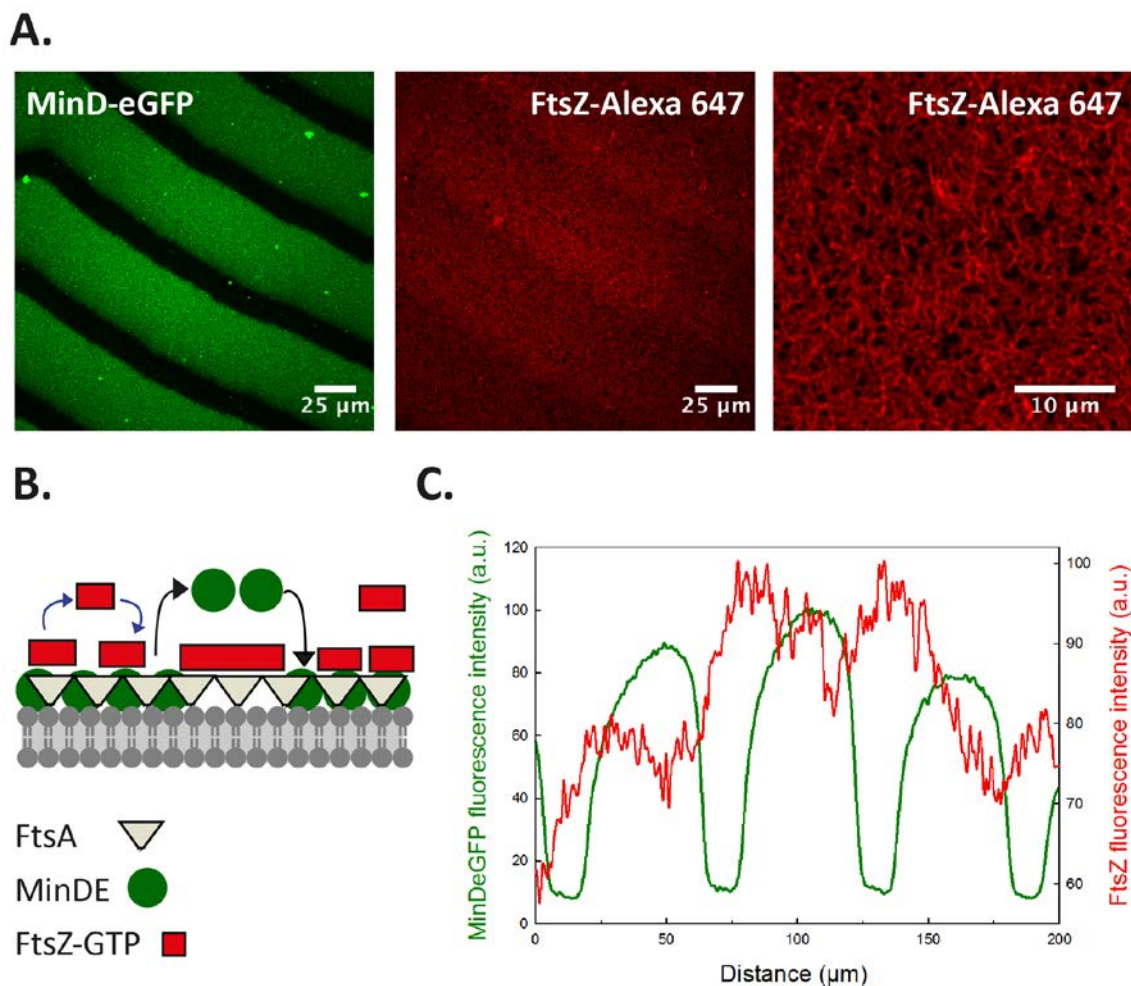 A.
MinD-eGFP
FtsZ-Alexa 647
FtsZ-Alexa 647
25 µm
25 µm
10 µm
B.
C.
FtsA
MinDE
FtsZ-GTP
MinDeGFP fluorescence intensity (a.u.)
120
100
80
60
40
20
0
100
90
80
70
60
FtsZ fluorescence intensity (a.u.)
0
50
100
150
200
Distance (µm)